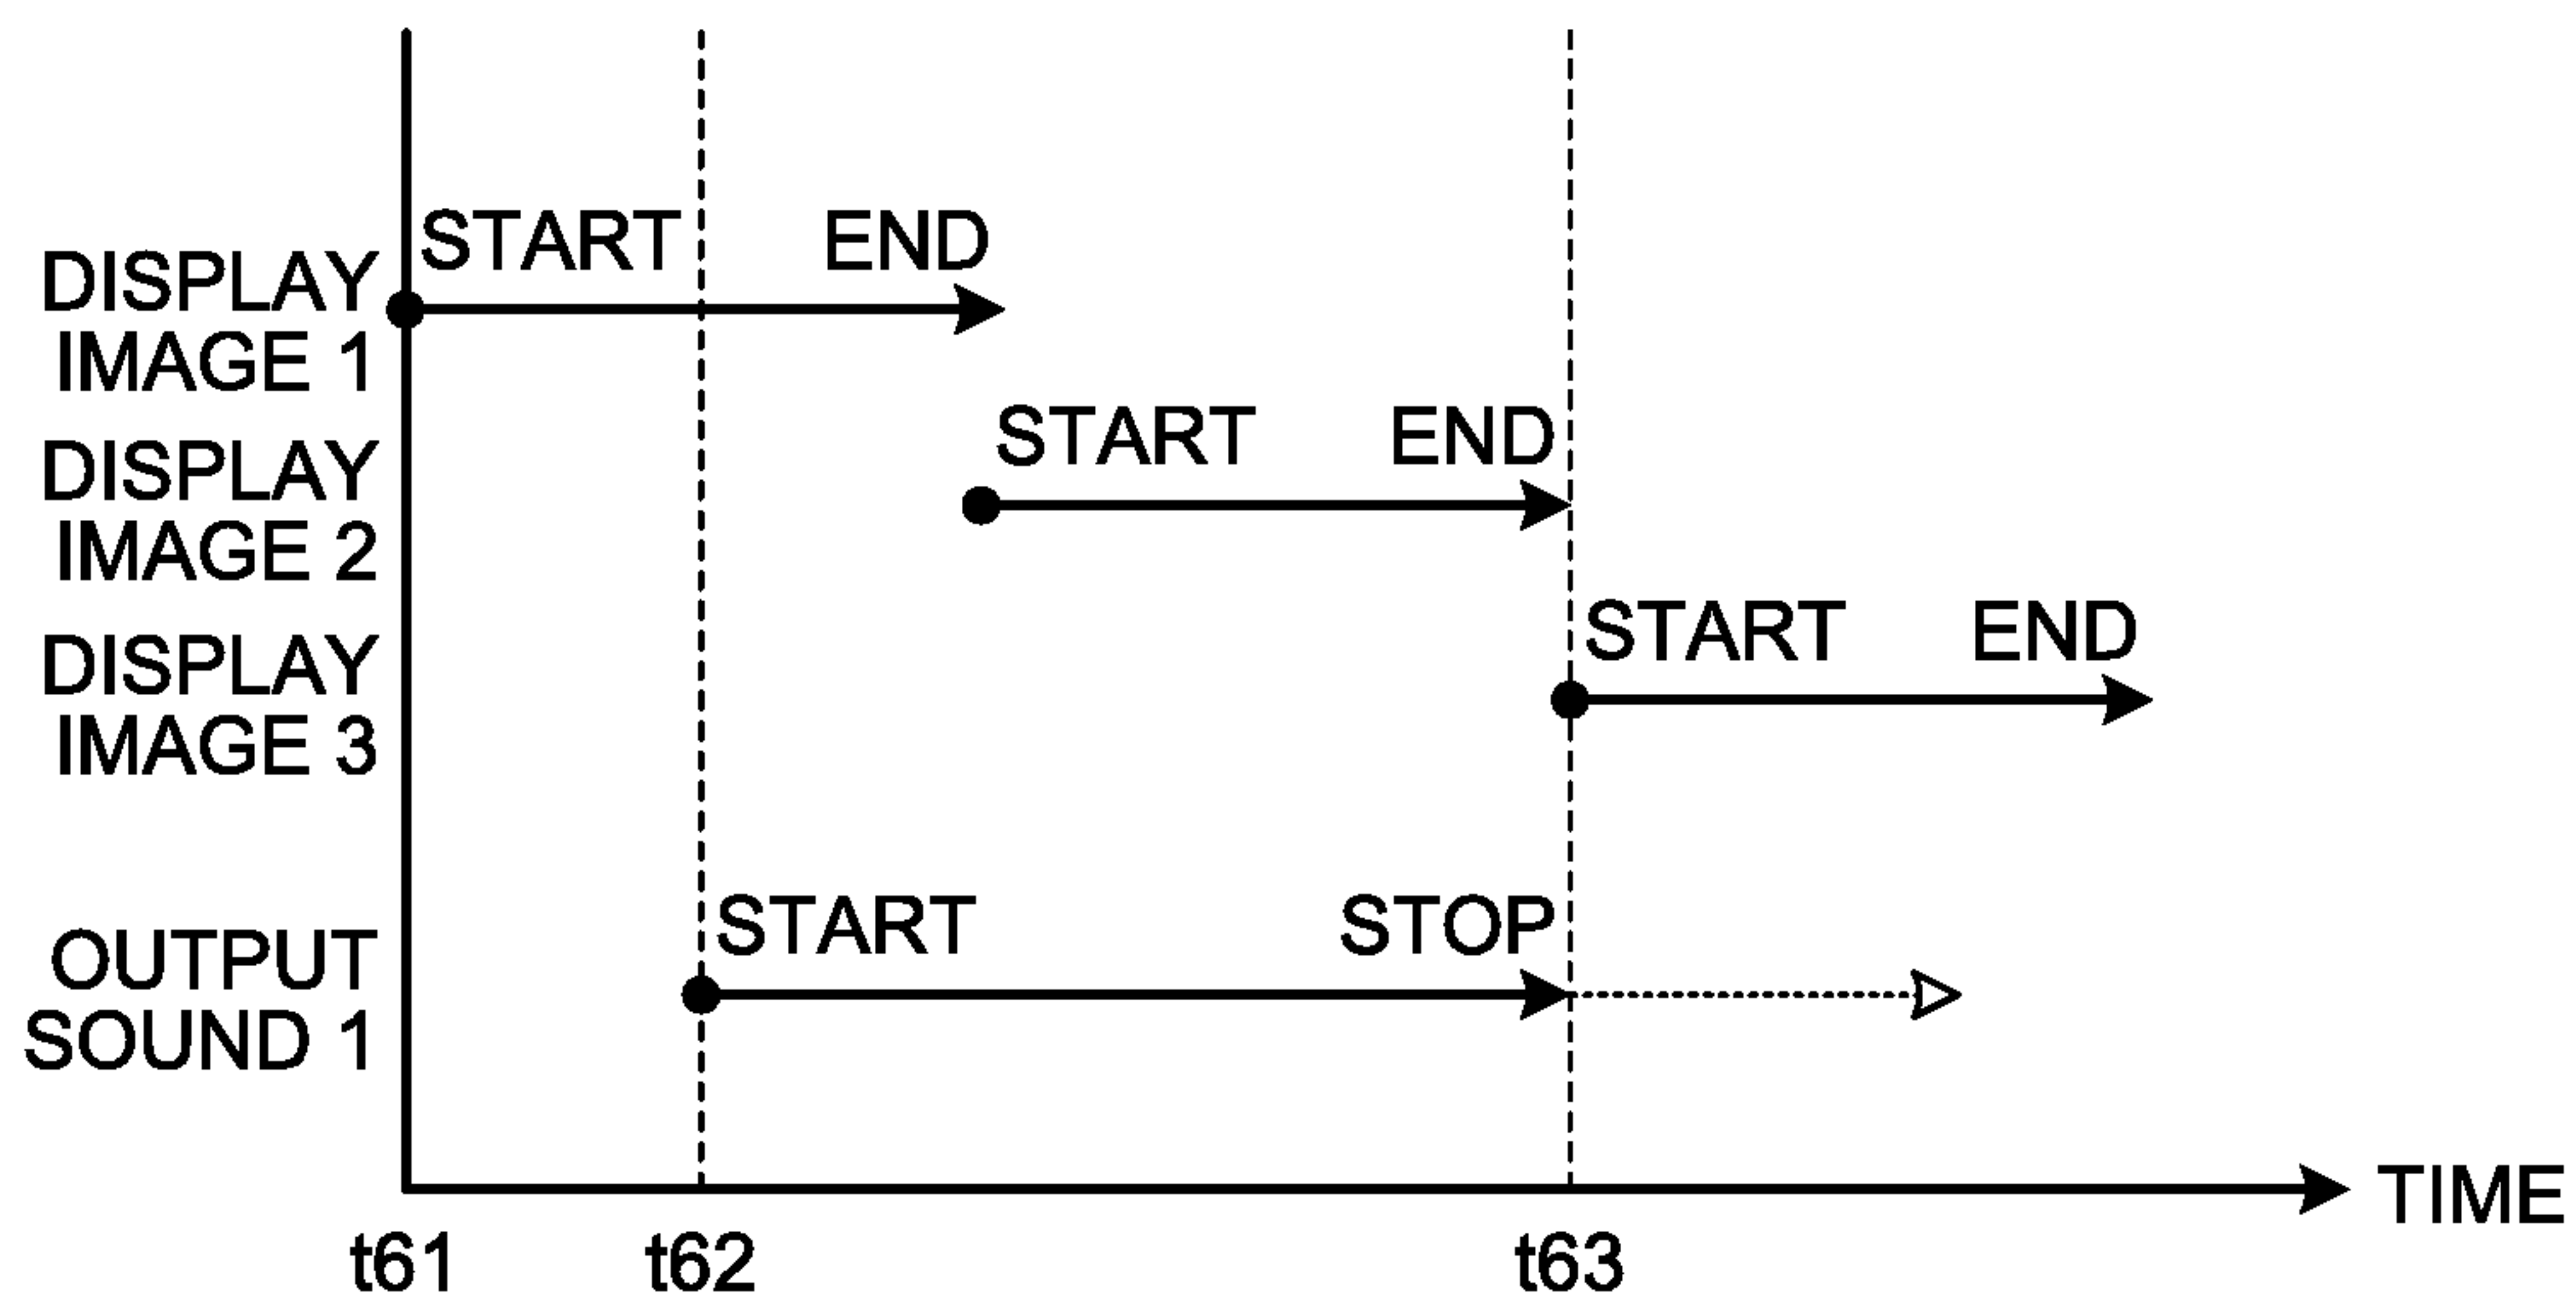 START END
DISPLAY
IMAGE 1
START END
DISPLAY
IMAGE 2
START END
DISPLAY
IMAGE 3
START STOP
OUTPUT
SOUND 1
TIME
t61 t62 t63